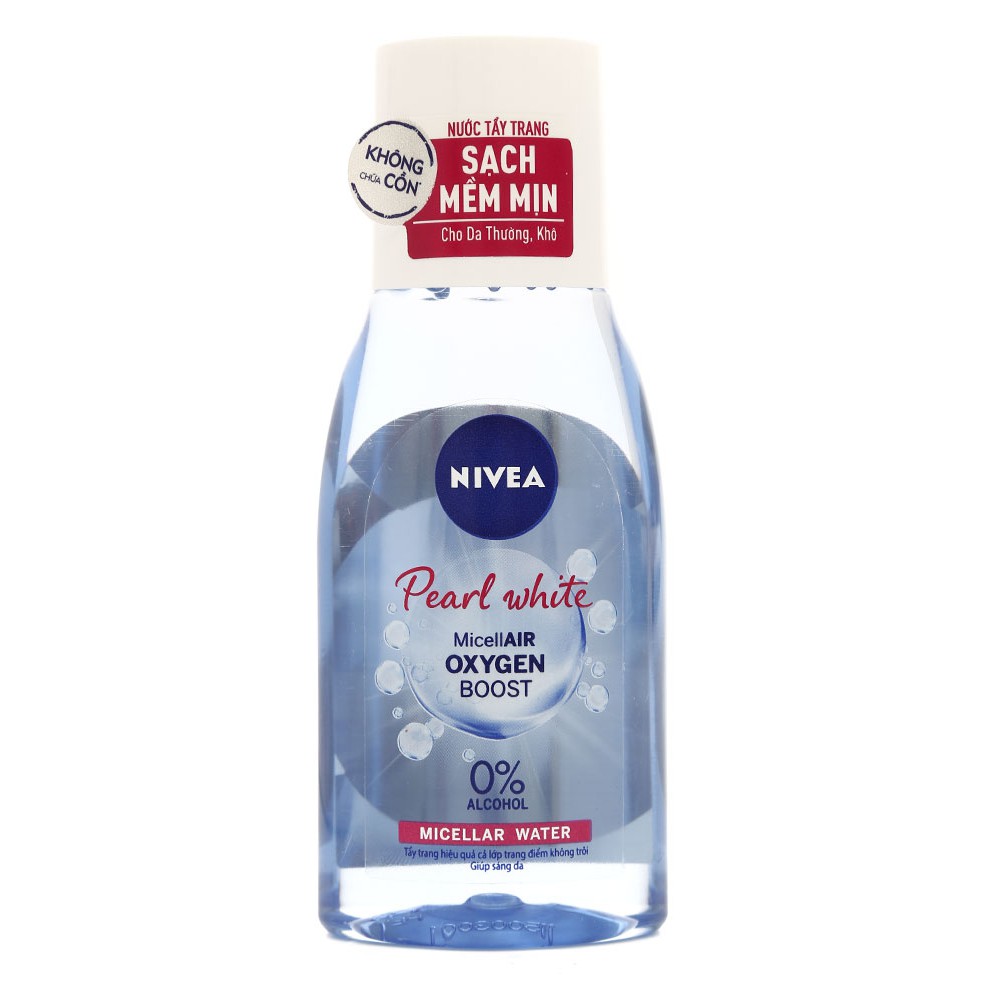 NƯỚC TẨY TRANG
SẠCH
MỀM MỊN
Cho Da Thường, Khô
KHÔNG
CHỨA CỒN*
NIVEA
Pearl white
MicellAIR
OXYGEN
BOOST
0%
ALCOHOL
MICELLAR WATER
Tẩy trang hiệu quả cả lớp trang điểm không trôi
Giúp sáng da